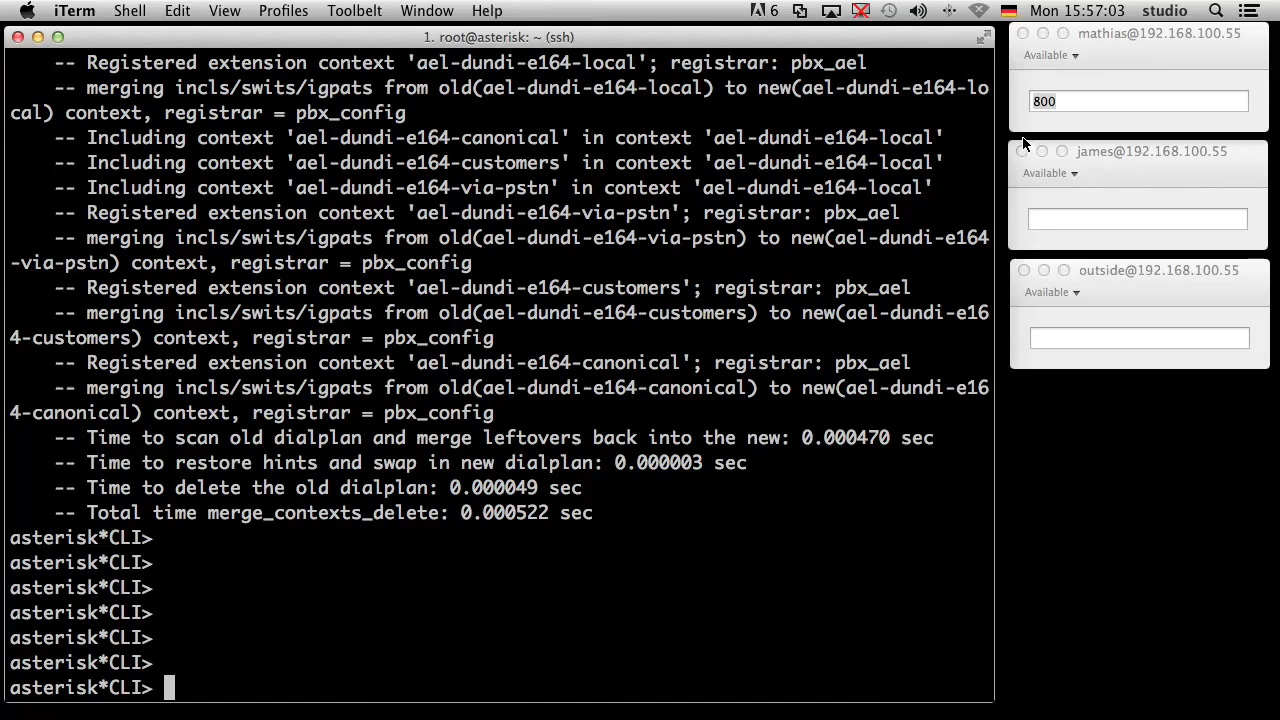 iTerm Shell Edit View Profiles Toolbelt Window Help 6 Mon 15:57:03 studio
1. root@asterisk: ~ (ssh)
    -- Registered extension context 'ael-dundi-e164-local'; registrar: pbx_ael
    -- merging incls/swits/igpats from old(ael-dundi-e164-local) to new(ael-dundi-e164-lo
cal) context, registrar = pbx_config
    -- Including context 'ael-dundi-e164-canonical' in context 'ael-dundi-e164-local'
    -- Including context 'ael-dundi-e164-customers' in context 'ael-dundi-e164-local'
    -- Including context 'ael-dundi-e164-via-pstn' in context 'ael-dundi-e164-local'
    -- Registered extension context 'ael-dundi-e164-via-pstn'; registrar: pbx_ael
    -- merging incls/swits/igpats from old(ael-dundi-e164-via-pstn) to new(ael-dundi-e164
-via-pstn) context, registrar = pbx_config
    -- Registered extension context 'ael-dundi-e164-customers'; registrar: pbx_ael
    -- merging incls/swits/igpats from old(ael-dundi-e164-customers) to new(ael-dundi-e16
4-customers) context, registrar = pbx_config
    -- Registered extension context 'ael-dundi-e164-canonical'; registrar: pbx_ael
    -- merging incls/swits/igpats from old(ael-dundi-e164-canonical) to new(ael-dundi-e16
4-canonical) context, registrar = pbx_config
    -- Time to scan old dialplan and merge leftovers back into the new: 0.000470 sec
    -- Time to restore hints and swap in new dialplan: 0.000003 sec
    -- Time to delete the old dialplan: 0.000049 sec
    -- Total time merge_contexts_delete: 0.000522 sec
asterisk*CLI>
asterisk*CLI>
asterisk*CLI>
asterisk*CLI>
asterisk*CLI>
asterisk*CLI>
asterisk*CLI>
mathias@192.168.100.55
Available
800
james@192.168.100.55
Available
outside@192.168.100.55
Available